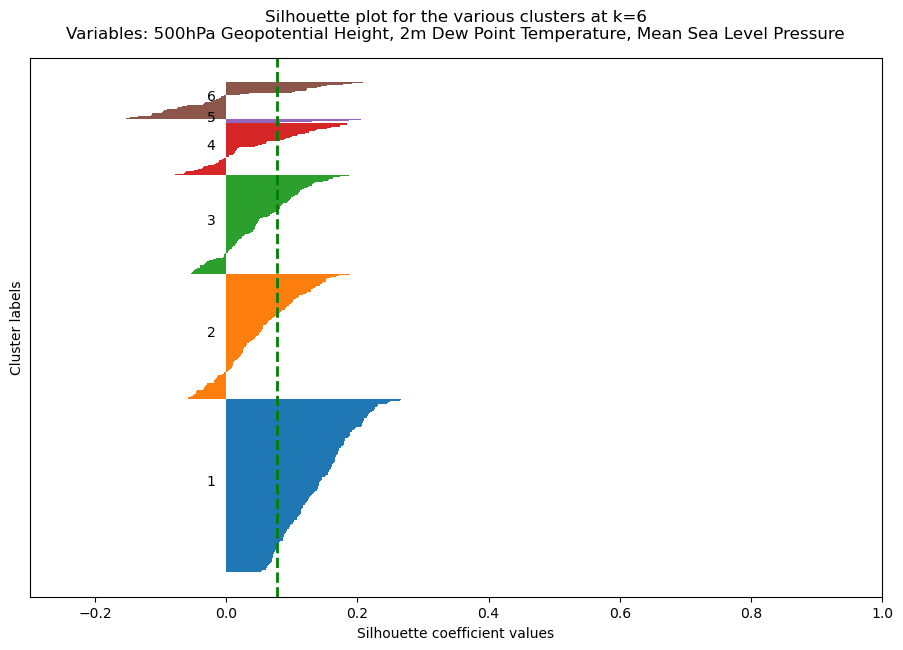 Silhouette plot for the various clusters at k=6
Variables: 500hPa Geopotential Height, 2m Dew Point Temperature, Mean Sea Level Pressure
6
5
4
3
2
1
Cluster labels
−0.2 0.0 0.2 0.4 0.6 0.8 1.0
Silhouette coefficient values